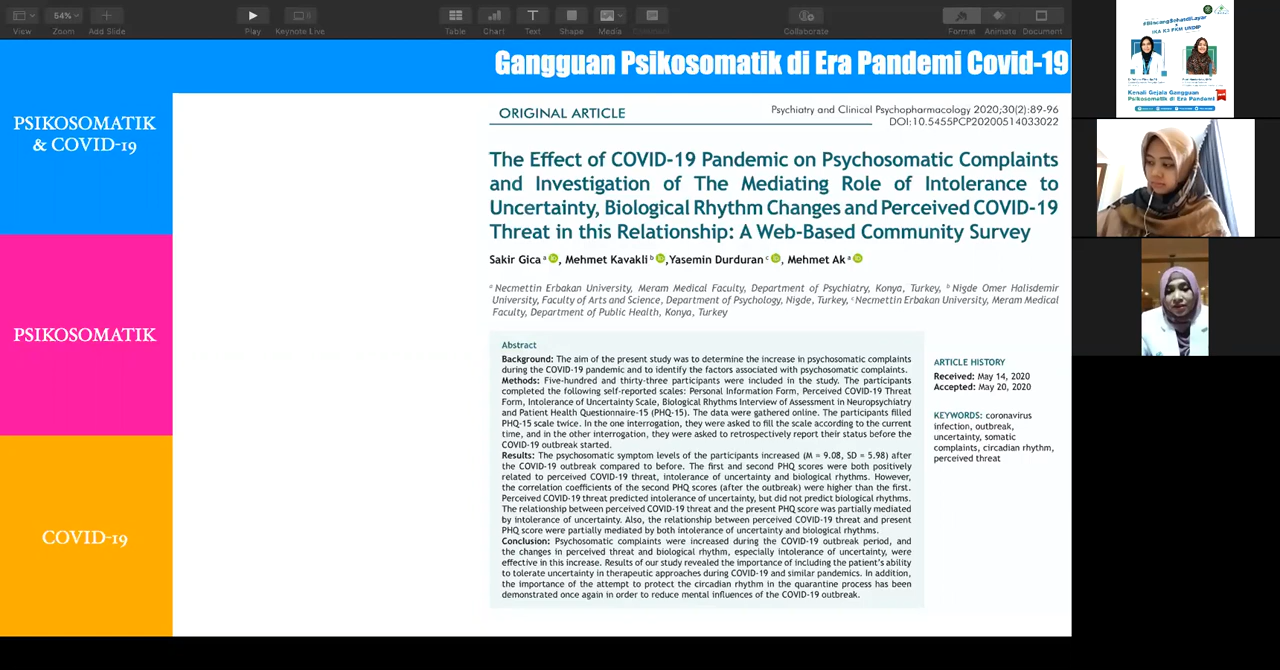 View
54%
Zoom
Add Slide
Play
Keynote Live
Table
Chart
Text
Shape
Media
Comment
Collaborate
Format
Animate
Document
Gangguan Psikosomatik di Era Pandemi Covid-19
PSIKOSOMATIK
& COVID-19
PSIKOSOMATIK
COVID-19
ORIGINAL ARTICLE
Psychiatry and Clinical Psychopharmacology 2020;30(2):89-96
DOI:10.5455PCP20200514033022
The Effect of COVID-19 Pandemic on Psychosomatic Complaints
and Investigation of The Mediating Role of Intolerance to
Uncertainty, Biological Rhythm Changes and Perceived COVID-19
Threat in this Relationship: A Web-Based Community Survey
Sakir Gica a, Mehmet Kavakli b, Yasemin Durduran c, Mehmet Ak a
a Necmettin Erbakan University, Meram Medical Faculty, Department of Psychiatry, Konya, Turkey, b Nigde Omer Halisdemir
University, Faculty of Arts and Science, Department of Psychology, Nigde, Turkey, c Necmettin Erbakan University, Meram Medical
Faculty, Department of Public Health, Konya, Turkey
Abstract
Background: The aim of the present study was to determine the increase in psychosomatic complaints
during the COVID-19 pandemic and to identify the factors associated with psychosomatic complaints.
Methods: Five-hundred and thirty-three participants were included in the study. The participants
completed the following self-reported scales: Personal Information Form, Perceived COVID-19 Threat
Form, Intolerance of Uncertainty Scale, Biological Rhythms Interview of Assessment in Neuropsychiatry
and Patient Health Questionnaire-15 (PHQ-15). The data were gathered online. The participants filled
PHQ-15 scale twice. In the one interrogation, they were asked to fill the scale according to the current
time, and in the other interrogation, they were asked to retrospectively report their status before the
COVID-19 outbreak started.
Results: The psychosomatic symptom levels of the participants increased (M = 9.08, SD = 5.98) after
the COVID-19 outbreak compared to before. The first and second PHQ scores were both positively
related to perceived COVID-19 threat, intolerance of uncertainty and biological rhythms. However,
the correlation coefficients of the second PHQ scores (after the outbreak) were higher than the first.
Perceived COVID-19 threat predicted intolerance of uncertainty, but did not predict biological rhythms.
The relationship between perceived COVID-19 threat and the present PHQ score was partially mediated
by intolerance of uncertainty. Also, the relationship between perceived COVID-19 threat and present
PHQ score were partially mediated by both intolerance of uncertainty and biological rhythms.
Conclusion: Psychosomatic complaints were increased during the COVID-19 outbreak period, and
the changes in perceived threat and biological rhythm, especially intolerance of uncertainty, were
effective in this increase. Results of our study revealed the importance of including the patient's ability
to tolerate uncertainty in therapeutic approaches during COVID-19 and similar pandemics. In addition,
the importance of the attempt to protect the circadian rhythm in the quarantine process has been
demonstrated once again in order to reduce mental influences of the COVID-19 outbreak.
ARTICLE HISTORY
Received: May 14, 2020
Accepted: May 20, 2020
KEYWORDS: coronavirus
infection, outbreak,
uncertainty, somatic
complaints, circadian rhythm,
perceived threat
IKA K3 FKM UNDIP
Kenali Gejala Gangguan
Psikosomatik di Era Pandemi